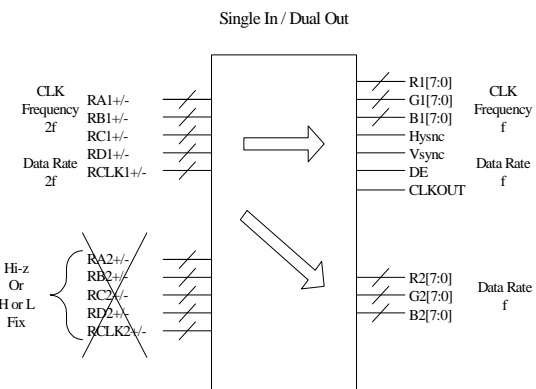 Single In / Dual Out
CLK
Frequency
2f
Data Rate
2f
RA1+/-
RB1+/-
RC1+/-
RD1+/-
RCLK1+/-
R1[7:0]
G1[7:0]
B1[7:0]
Hysnc
Vsync
DE
CLKOUT
CLK
Frequency
f
Data Rate
f
Hi-z
Or
H or L
Fix
RA2+/-
RB2+/-
RC2+/-
RD2+/-
RCLK2+/-
R2[7:0]
G2[7:0]
B2[7:0]
Data Rate
f